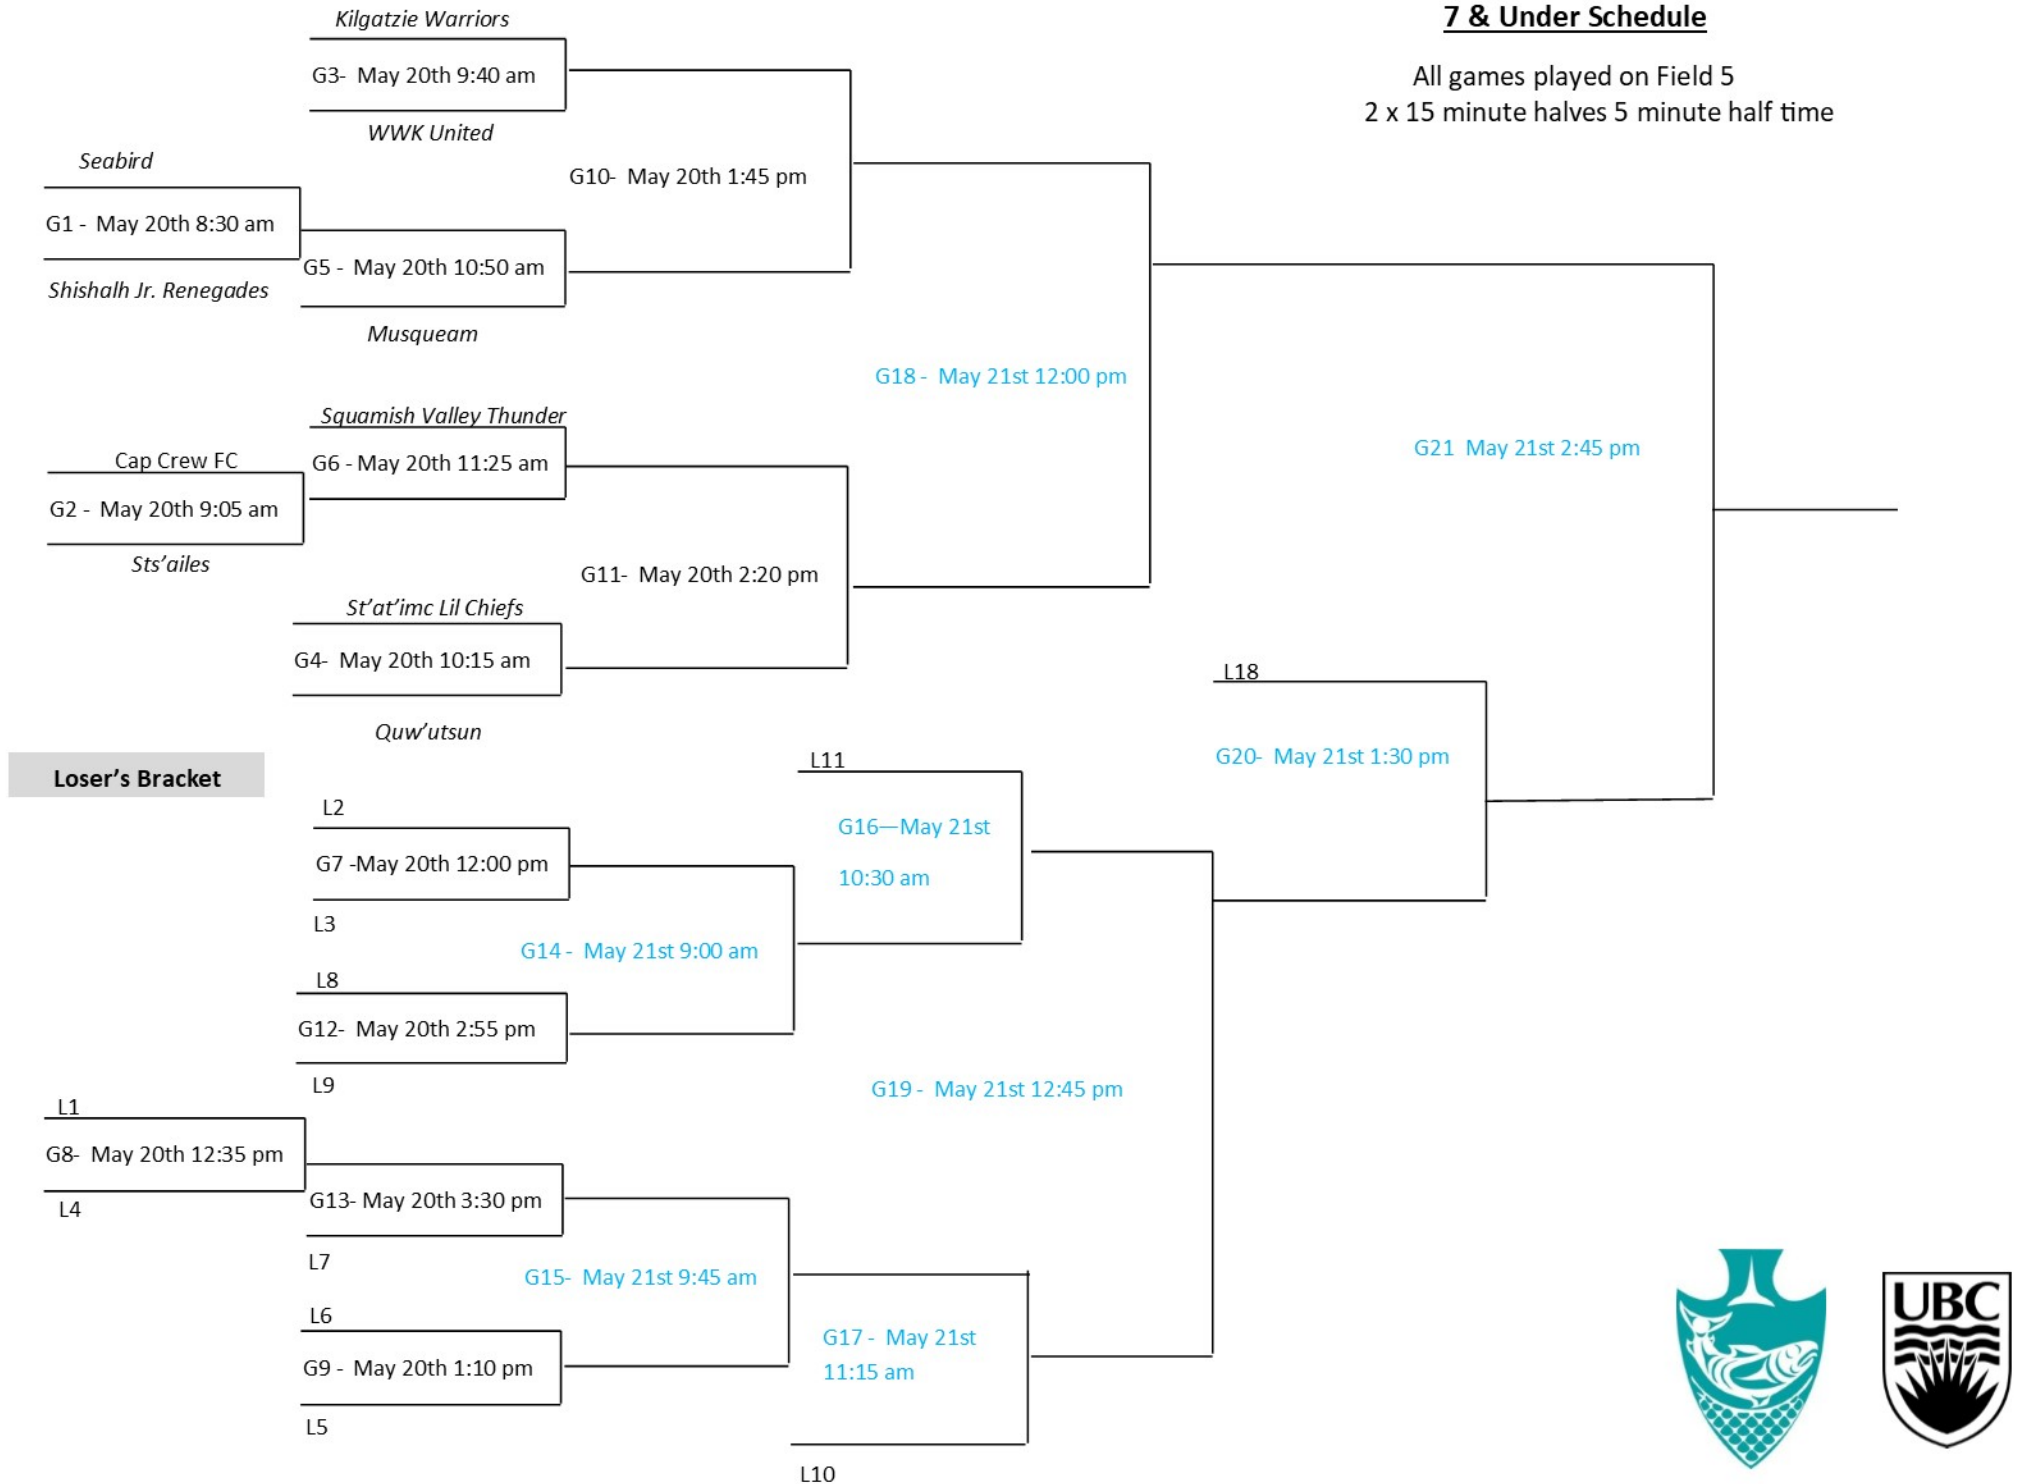 7 & Under Schedule
All games played on Field 5
2 x 15 minute halves 5 minute half time
Kilgatzie Warriors
G3-  May 20th 9:40 am
WWK United
Seabird
G1 -  May 20th 8:30 am
Shishalh Jr. Renegades
G10-  May 20th 1:45 pm
G5 -  May 20th 10:50 am
Musqueam
G18 -  May 21st 12:00 pm
Squamish Valley Thunder
Cap Crew FC
G6 - May 20th 11:25 am
G2 -  May 20th 9:05 am
Sts’ailes
G21  May 21st 2:45 pm
G11-  May 20th 2:20 pm
St’at’imc Lil Chiefs
G4-  May 20th 10:15 am
Quw’utsun
L18
G20-  May 21st 1:30 pm
Loser’s Bracket
L11
G16—May 21st
10:30 am
L2
G7 -May 20th 12:00 pm
L3
G14 -  May 21st 9:00 am
L8
G12-  May 20th 2:55 pm
L9
G19 -  May 21st 12:45 pm
L1
G8-  May 20th 12:35 pm
L4
G13- May 20th 3:30 pm
L7
G15-  May 21st 9:45 am
L6
G9 -  May 20th 1:10 pm
L5
G17 -  May 21st
11:15 am
L10
UBC